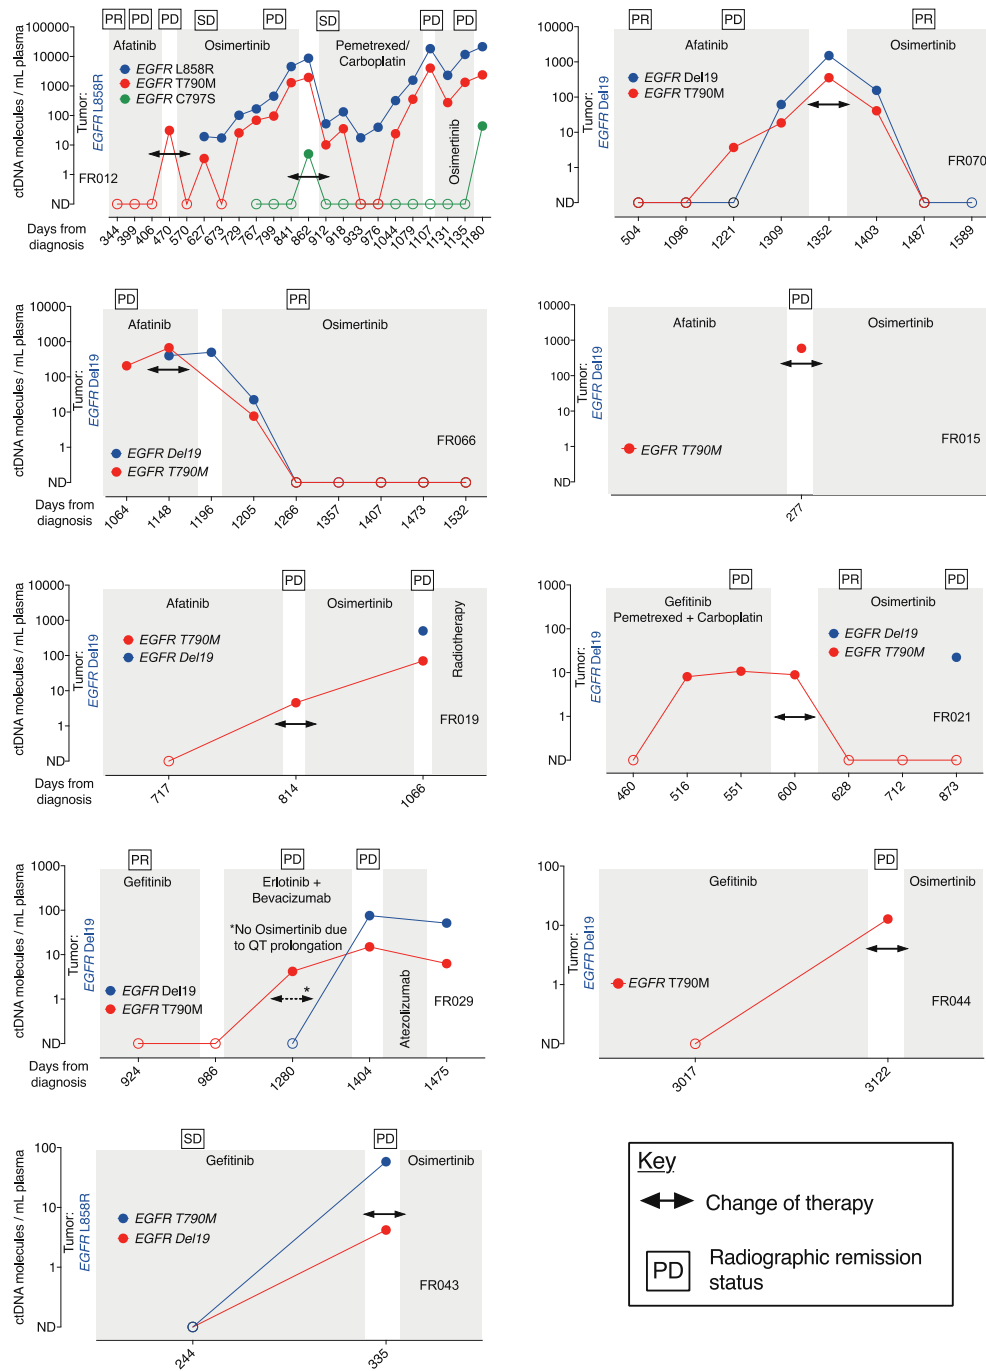 PR PD PD SD PD SD PD PD
Afatinib Osimertinib Pemetrexed/
Carboplatin
EGFR L858R
EGFR T790M
EGFR C797S
Osimertinib
FR012
ctDNA molecules / mL plasma
Tumor:
EGFR L858R
100000
10000
1000
100
10
1
ND
Days from
diagnosis
344 399 406 470 570 627 673 729 767 799 841 862 912 918 933 976 1044 1079 1107 1131 1135 1180
PR PD PR
Afatinib Osimertinib
EGFR Del19
EGFR T790M
FR070
Tumor:
EGFR Del19
10000
1000
100
10
1
ND
504 1096 1221 1309 1352 1403 1487 1589
PD PR
Afatinib Osimertinib
EGFR Del19
EGFR T790M
FR066
ctDNA molecules / mL plasma
Tumor:
EGFR Del19
10000
1000
100
10
1
ND
Days from
diagnosis
1064 1148 1196 1205 1266 1357 1407 1473 1532
PD
Afatinib Osimertinib
EGFR T790M
FR015
Tumor:
EGFR Del19
10000
1000
100
10
1
ND
277
PD PD
Afatinib Osimertinib
Radiotherapy
EGFR T790M
EGFR Del19
FR019
ctDNA molecules / mL plasma
Tumor:
EGFR Del19
10000
1000
100
10
1
ND
Days from
diagnosis
717 814 1066
PD PR PD
Gefitinib
Pemetrexed + Carboplatin
Osimertinib
EGFR Del19
EGFR T790M
FR021
Tumor:
EGFR Del19
1000
100
10
1
ND
460 516 551 600 628 712 873
PR PD PD
Gefitinib Erlotinib +
Bevacizumab
*No Osimertinib due
to QT prolongation
*
EGFR Del19
EGFR T790M
Atezolizumab
FR029
ctDNA molecules / mL plasma
Tumor:
EGFR Del19
1000
100
10
1
ND
Days from
diagnosis
924 986 1280 1404 1475
PD
Gefitinib Osimertinib
EGFR T790M
FR044
Tumor:
EGFR Del19
100
10
1
ND
3017 3122
SD PD
Gefitinib Osimertinib
EGFR T790M
EGFR Del19
FR043
ctDNA molecules / mL plasma
Tumor:
EGFR L858R
100
10
1
ND
244 335
Key
Change of therapy
PD Radiographic remission
status